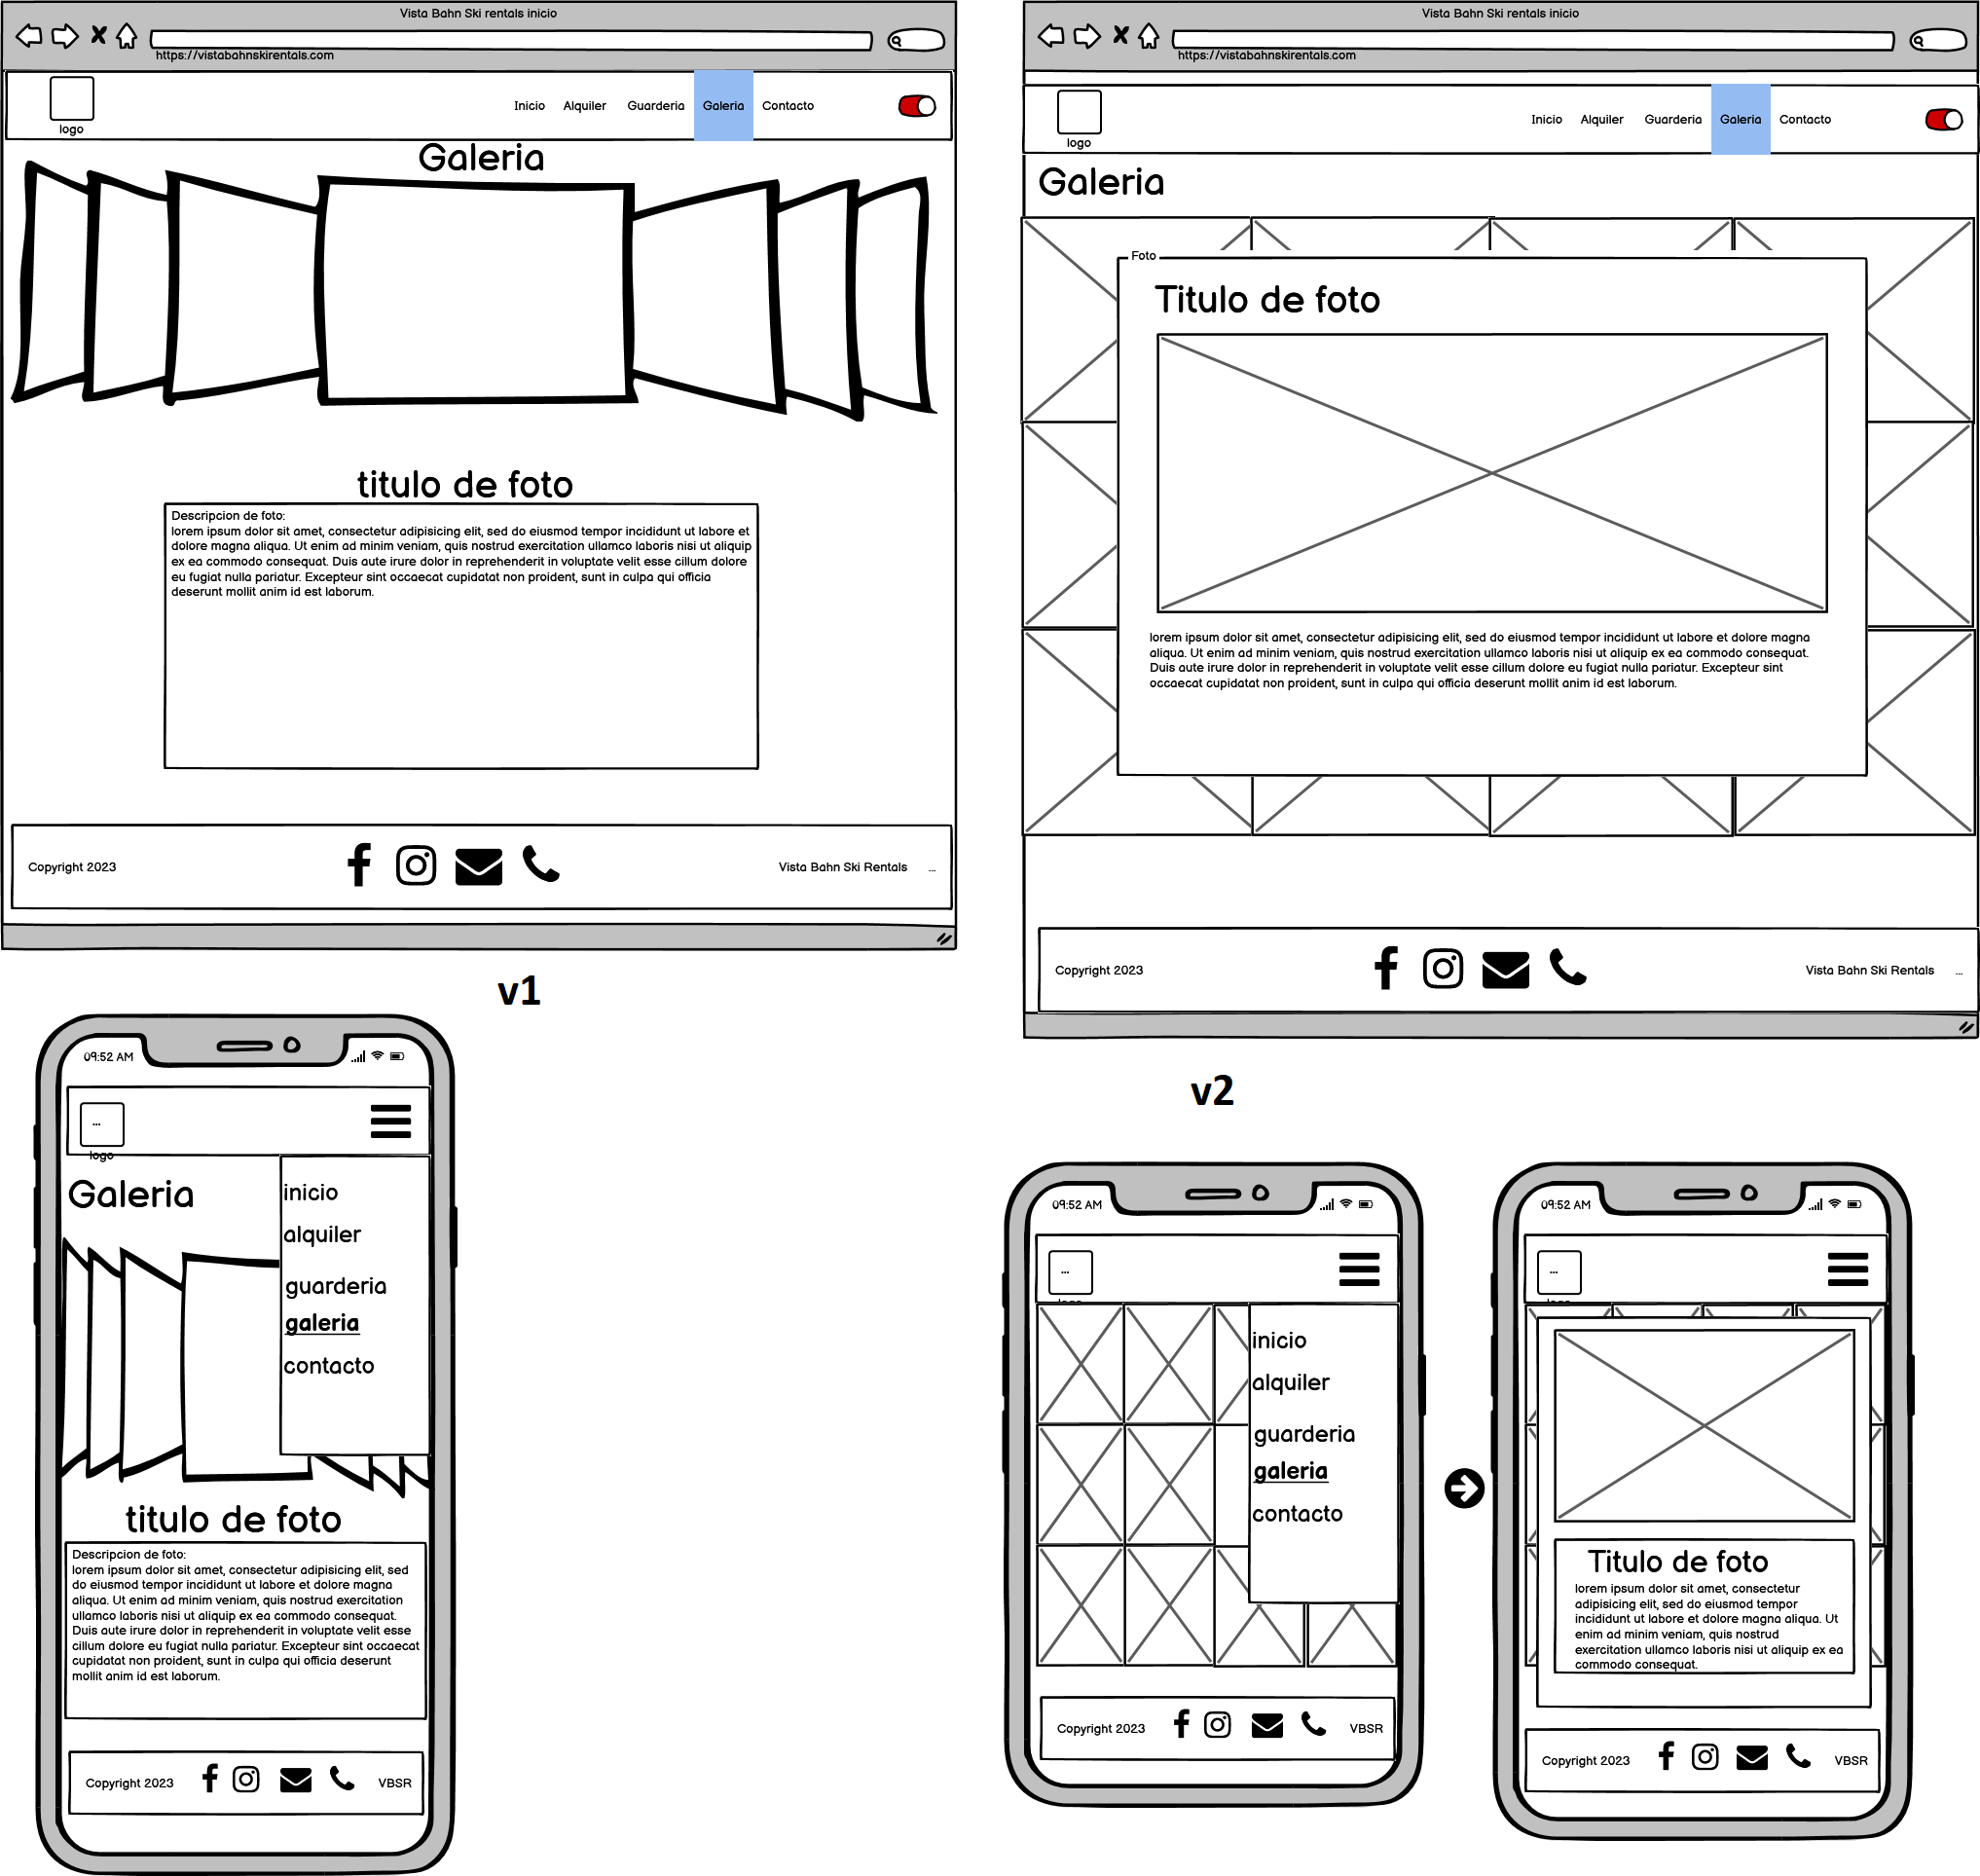 Vista Bahn Ski rentals inicio
https://vistabahnskirentals.com
logo
Inicio Alquiler Guarderia Galeria Contacto
Galeria
titulo de foto
Descripcion de foto:
lorem ipsum dolor sit amet, consectetur adipisicing elit, sed do eiusmod tempor incididunt ut labore et
dolore magna aliqua. Ut enim ad minim veniam, quis nostrud exercitation ullamco laboris nisi ut aliquip
ex ea commodo consequat. Duis aute irure dolor in reprehenderit in voluptate velit esse cillum dolore
eu fugiat nulla pariatur. Excepteur sint occaecat cupidatat non proident, sunt in culpa qui officia
deserunt mollit anim id est laborum.
Copyright 2023
Vista Bahn Ski Rentals ...
v1
Vista Bahn Ski rentals inicio
https://vistabahnskirentals.com
logo
Inicio Alquiler Guarderia Galeria Contacto
Galeria
Foto
Titulo de foto
lorem ipsum dolor sit amet, consectetur adipisicing elit, sed do eiusmod tempor incididunt ut labore et dolore magna
aliqua. Ut enim ad minim veniam, quis nostrud exercitation ullamco laboris nisi ut aliquip ex ea commodo consequat.
Duis aute irure dolor in reprehenderit in voluptate velit esse cillum dolore eu fugiat nulla pariatur. Excepteur sint
occaecat cupidatat non proident, sunt in culpa qui officia deserunt mollit anim id est laborum.
Copyright 2023
Vista Bahn Ski Rentals ...
v2
09:52 AM
...
logo
Galeria
inicio
alquiler
guarderia
galeria
contacto
titulo de foto
Descripcion de foto:
lorem ipsum dolor sit amet, consectetur adipisicing elit, sed
do eiusmod tempor incididunt ut labore et dolore magna
aliqua. Ut enim ad minim veniam, quis nostrud exercitation
ullamco laboris nisi ut aliquip ex ea commodo consequat.
Duis aute irure dolor in reprehenderit in voluptate velit esse
cillum dolore eu fugiat nulla pariatur. Excepteur sint occaecat
cupidatat non proident, sunt in culpa qui officia deserunt
mollit anim id est laborum.
Copyright 2023
VBSR
09:52 AM
...
inicio
alquiler
guarderia
galeria
contacto
Copyright 2023
VBSR
09:52 AM
...
Titulo de foto
lorem ipsum dolor sit amet, consectetur
adipisicing elit, sed do eiusmod tempor
incididunt ut labore et dolore magna aliqua. Ut
enim ad minim veniam, quis nostrud
exercitation ullamco laboris nisi ut aliquip ex ea
commodo consequat.
Copyright 2023
VBSR